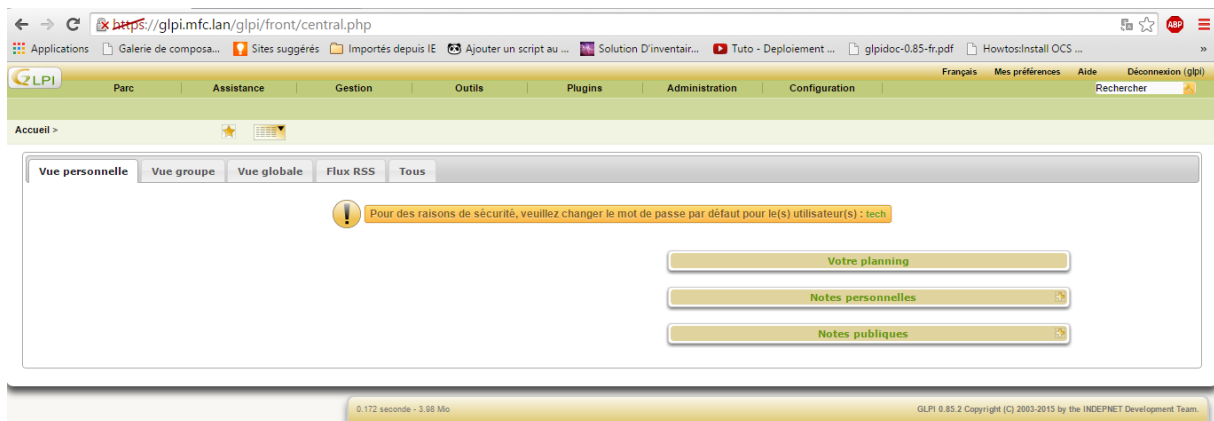 https://glpi.mfc.lan/glpi/front/central.php ABP
Applications Galerie de composa... Sites suggérés Importés depuis IE Ajouter un script au ... Solution D'inventair... Tuto - Deploiement ... glpidoc-0.85-fr.pdf Howtos:Install OCS ... »
GLPI Français Mes préférences Aide Déconnexion (glpi)
Parc Assistance Gestion Outils Plugins Administration Configuration Rechercher
Accueil >
Vue personnelle Vue groupe Vue globale Flux RSS Tous
! Pour des raisons de sécurité, veuillez changer le mot de passe par défaut pour le(s) utilisateur(s) : tech
Votre planning
Notes personnelles
Notes publiques
0.172 seconde - 3.98 Mio GLPI 0.85.2 Copyright (C) 2003-2015 by the INDEPNET Development Team.